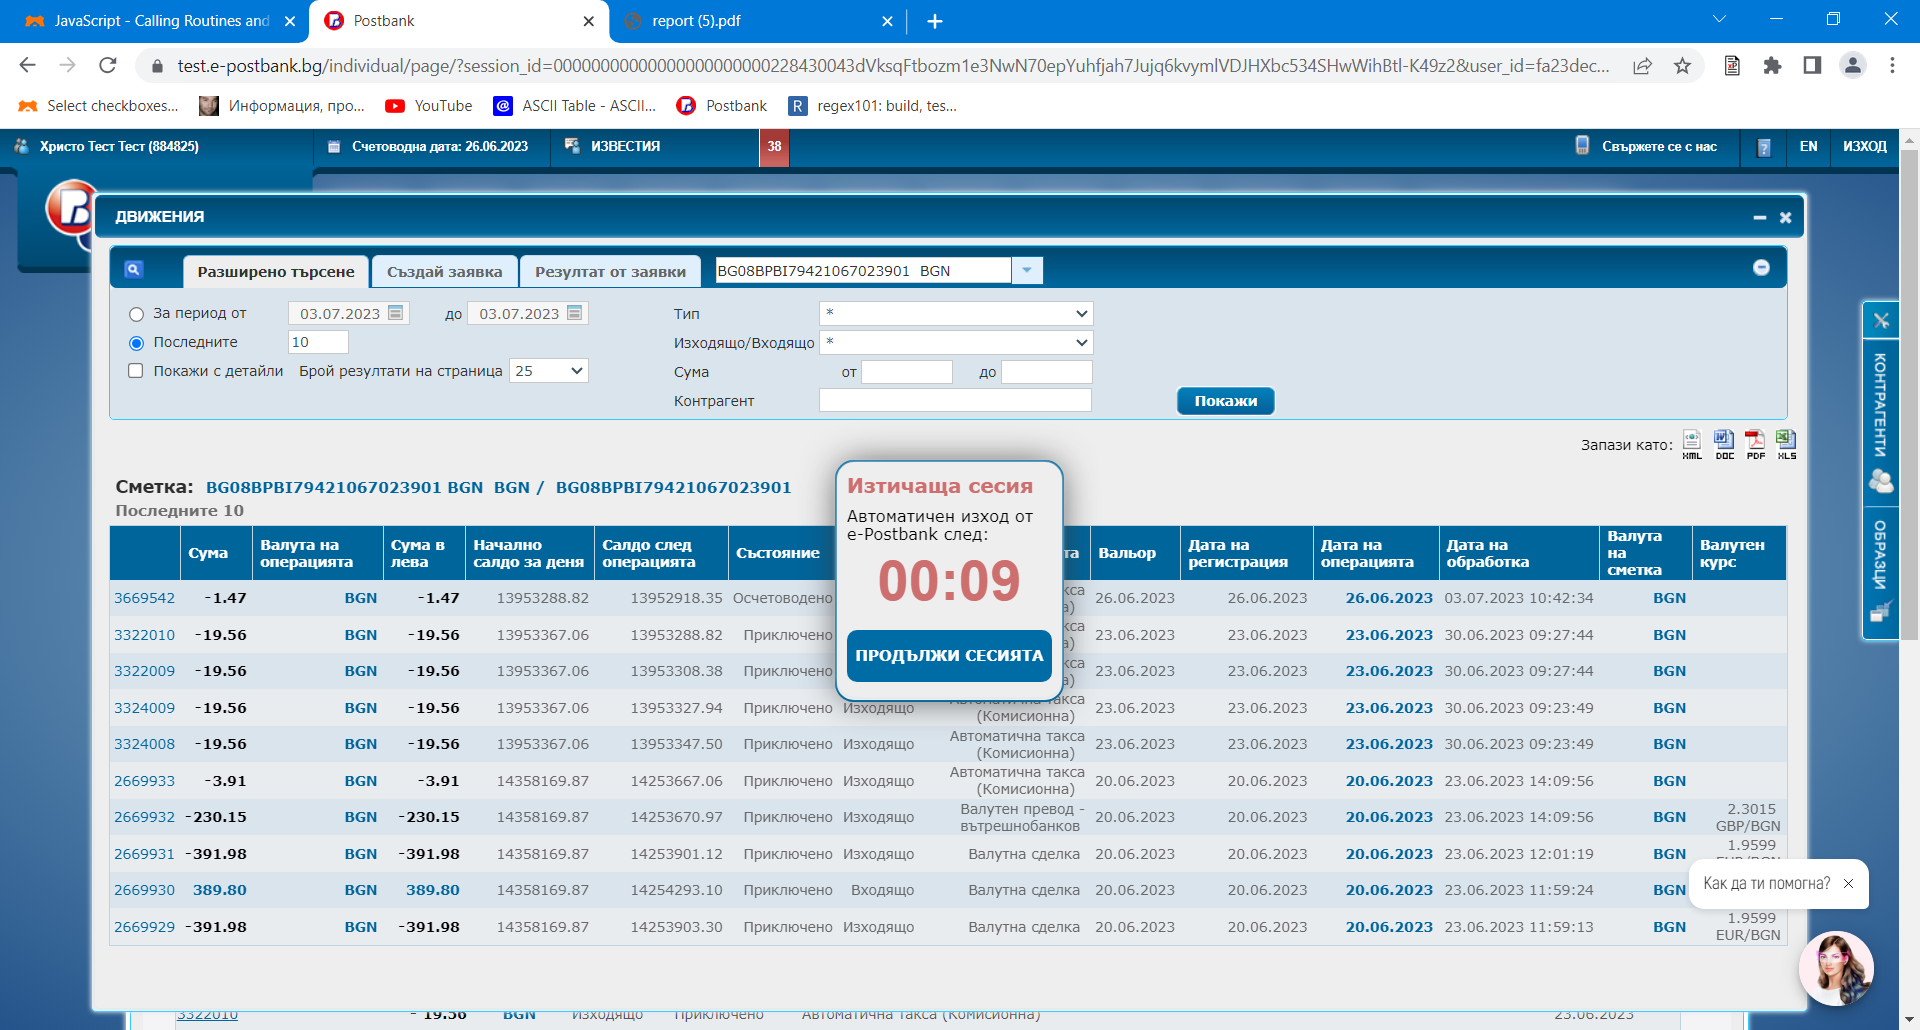 JavaScript - Calling Routines and
Postbank
report (5).pdf
test.e-postbank.bg/individual/page/?session_id=
Select checkboxes...
Информация, про...
YouTube
ASCII Table - ASCII...
Postbank
regex101: build, tes...
Христо Тест Тест (884825)
Счетоводна дата: 26.06.2023
ИЗВЕСТИЯ
38
Свържете се с нас
EN
ИЗХОД
ДВИЖЕНИЯ
Разширено търсене
Създай заявка
Резултат от заявки
BG08BPBI79421067023901 BGN
За период от 03.07.2023 до 03.07.2023 Тип *
Последните 10 Изходящо/Входящо *
Покажи с детайли Брой резултати на страница 25 Сума от до
Контрагент Покажи
КОНТРАГЕНТИ
ОБРАЗЦИ
Запази като: XML DOC PDF XLS
Сметка: BG08BPBI79421067023901 BGN BGN / BG08BPBI79421067023901
Последните 10
Изтичаща сесия
Автоматичен изход от
e-Postbank след:
00:09
ПРОДЪЛЖИ СЕСИЯТА
Сума Валута на операцията Сума в лева Начално салдо за деня Салдо след операцията Състояние та Вальор Дата на регистрация Дата на операцията Дата на обработка Валута на сметка Валутен курс
3669542 -1.47 BGN -1.47 13953288.82 13952918.35 Осчетоводено кса а) 26.06.2023 26.06.2023 26.06.2023 03.07.2023 10:42:34 BGN
3322010 -19.56 BGN -19.56 13953367.06 13953288.82 Приключено кса а) 23.06.2023 23.06.2023 23.06.2023 30.06.2023 09:27:44 BGN
3322009 -19.56 BGN -19.56 13953367.06 13953308.38 Приключено кса а) 23.06.2023 23.06.2023 23.06.2023 30.06.2023 09:27:44 BGN
3324009 -19.56 BGN -19.56 13953367.06 13953327.94 Приключено Изходящо Автоматична такса (Комисионна) 23.06.2023 23.06.2023 23.06.2023 30.06.2023 09:23:49 BGN
3324008 -19.56 BGN -19.56 13953367.06 13953347.50 Приключено Изходящо Автоматична такса (Комисионна) 23.06.2023 23.06.2023 23.06.2023 30.06.2023 09:23:49 BGN
2669933 -3.91 BGN -3.91 14358169.87 14253667.06 Приключено Изходящо Автоматична такса (Комисионна) 20.06.2023 20.06.2023 20.06.2023 23.06.2023 14:09:56 BGN
2669932 -230.15 BGN -230.15 14358169.87 14253670.97 Приключено Изходящо Валутен превод - вътрешнобанков 20.06.2023 20.06.2023 20.06.2023 23.06.2023 14:09:56 BGN 2.3015 GBP/BGN
2669931 -391.98 BGN -391.98 14358169.87 14253901.12 Приключено Изходящо Валутна сделка 20.06.2023 20.06.2023 20.06.2023 23.06.2023 12:01:19 BGN 1.9599 EUR/BGN
2669930 389.80 BGN 389.80 14358169.87 14254293.10 Приключено Входящо Валутна сделка 20.06.2023 20.06.2023 20.06.2023 23.06.2023 11:59:24 BGN
2669929 -391.98 BGN -391.98 14358169.87 14253903.30 Приключено Изходящо Валутна сделка 20.06.2023 20.06.2023 20.06.2023 23.06.2023 11:59:13 BGN 1.9599 EUR/BGN
Как да ти помогна?
3322010 - 19.56 BGN Изходящо Приключено Автоматична такса (Комисионна) 23.06.2023